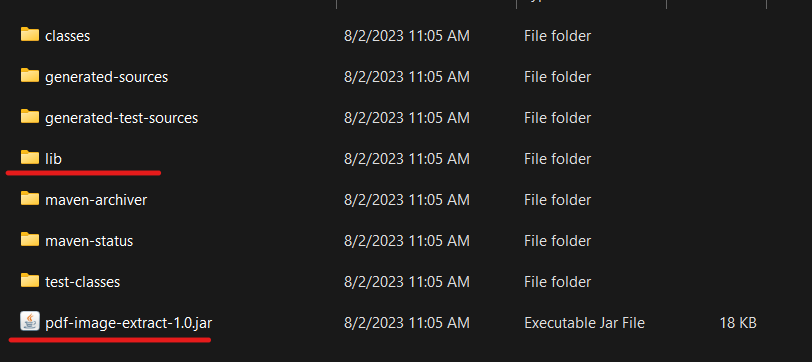 classes 8/2/2023 11:05 AM File folder
generated-sources 8/2/2023 11:05 AM File folder
generated-test-sources 8/2/2023 11:05 AM File folder
lib 8/2/2023 11:05 AM File folder
maven-archiver 8/2/2023 11:05 AM File folder
maven-status 8/2/2023 11:05 AM File folder
test-classes 8/2/2023 11:05 AM File folder
pdf-image-extract-1.0.jar 8/2/2023 11:05 AM Executable Jar File 18 KB